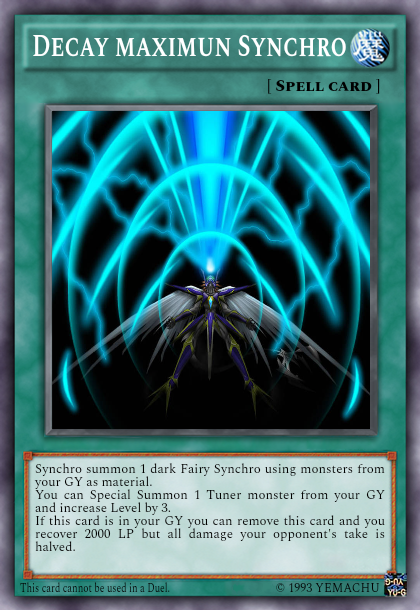 Decay maximun Synchro
魔
[ Spell card ]
Synchro summon 1 dark Fairy Synchro using monsters from
your GY as material.
You can Special Summon 1 Tuner monster from your GY
and increase Level by 3.
If this card is in your GY you can remove this card and you
recover 2000 LP but all damage your opponent's take is
halved.
This card cannot be used in a Duel.
© 1993 YEMACHU